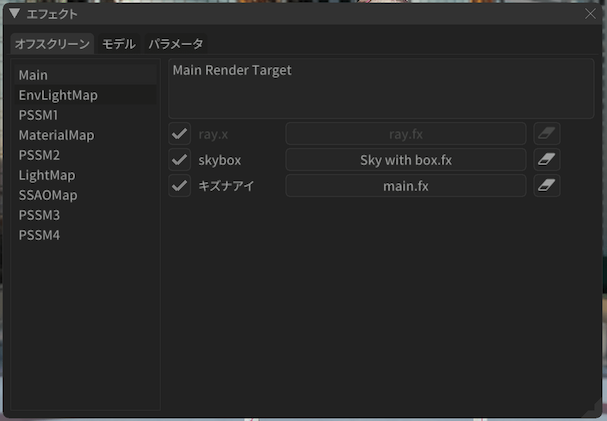 エフェクト
オフスクリーン モデル パラメータ
Main
EnvLightMap
PSSM1
MaterialMap
PSSM2
LightMap
SSAOMap
PSSM3
PSSM4
Main Render Target
ray.x ray.fx
skybox Sky with box.fx
キズナアイ main.fx